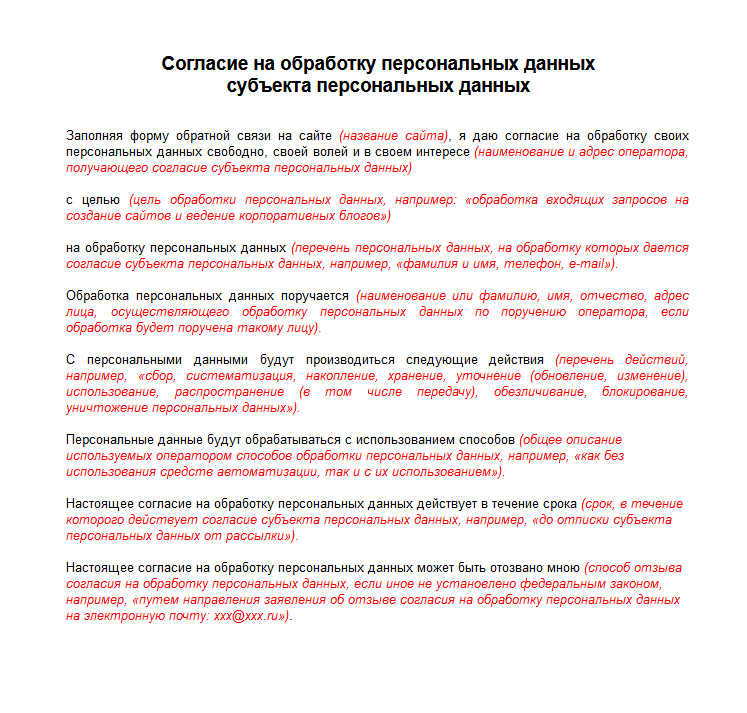 Согласие на обработку персональных данных
субъекта персональных данных
Заполняя форму обратной связи на сайте (название сайта), я даю согласие на обработку своих
персональных данных свободно, своей волей и в своем интересе (наименование и адрес оператора,
получающего согласие субъекта персональных данных)
с целью (цель обработки персональных данных, например: «обработка входящих запросов на
создание сайтов и ведение корпоративных блогов»)
на обработку персональных данных (перечень персональных данных, на обработку которых дается
согласие субъекта персональных данных, например, «фамилия и имя, телефон, e-mail»).
Обработка персональных данных поручается (наименование или фамилию, имя, отчество, адрес
лица, осуществляющего обработку персональных данных по поручению оператора, если
обработка будет поручена такому лицу).
С персональными данными будут производиться следующие действия (перечень действий,
например, «сбор, систематизация, накопление, хранение, уточнение (обновление, изменение),
использование, распространение (в том числе передачу), обезличивание, блокирование,
уничтожение персональных данных»).
Персональные данные будут обрабатываться с использованием способов (общее описание
используемых оператором способов обработки персональных данных, например, «как без
использования средств автоматизации, так и с их использованием»).
Настоящее согласие на обработку персональных данных действует в течение срока (срок, в течение
которого действует согласие субъекта персональных данных, например, «до отписки субъекта
персональных данных от рассылки»).
Настоящее согласие на обработку персональных данных может быть отозвано мною (способ отзыва
согласия на обработку персональных данных, если иное не установлено федеральным законом,
например, «путем направления заявления об отзыве согласия на обработку персональных данных
на электронную почту: xxx@xxx.ru»).